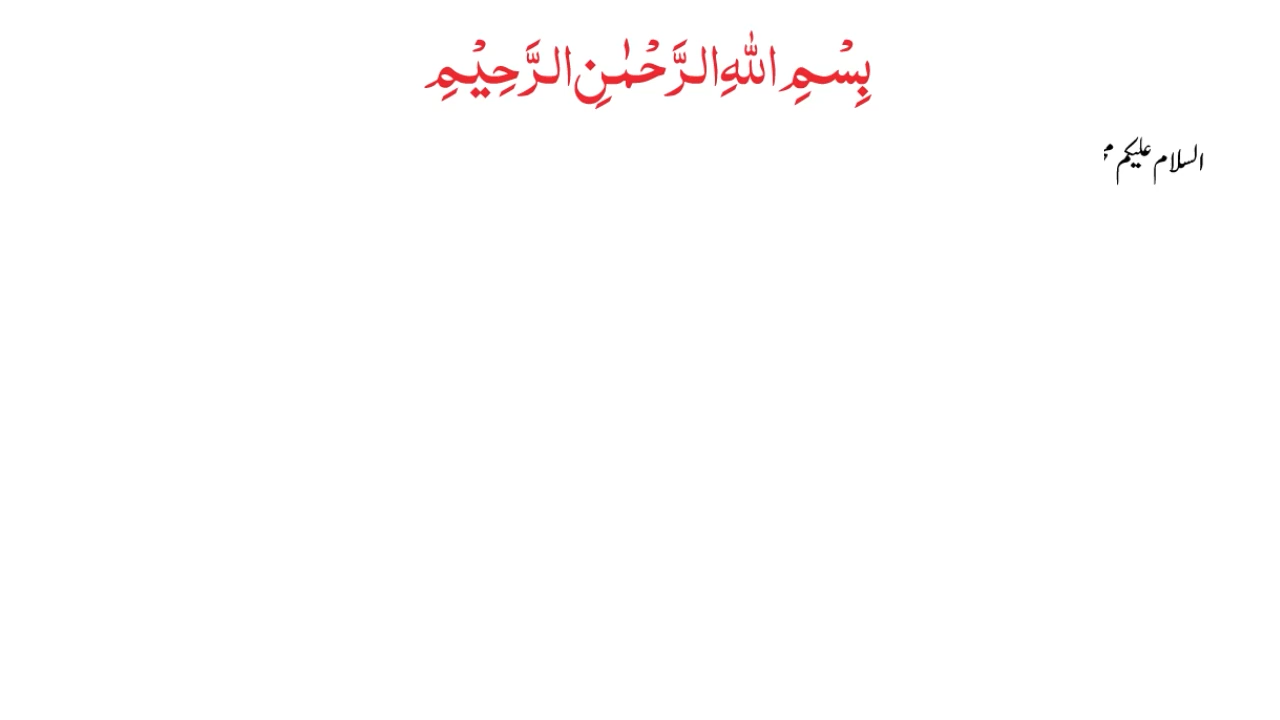 بِسْمِ اللّٰهِ الرَّحْمٰنِ الرَّحِيْمِ
السلام علیکم